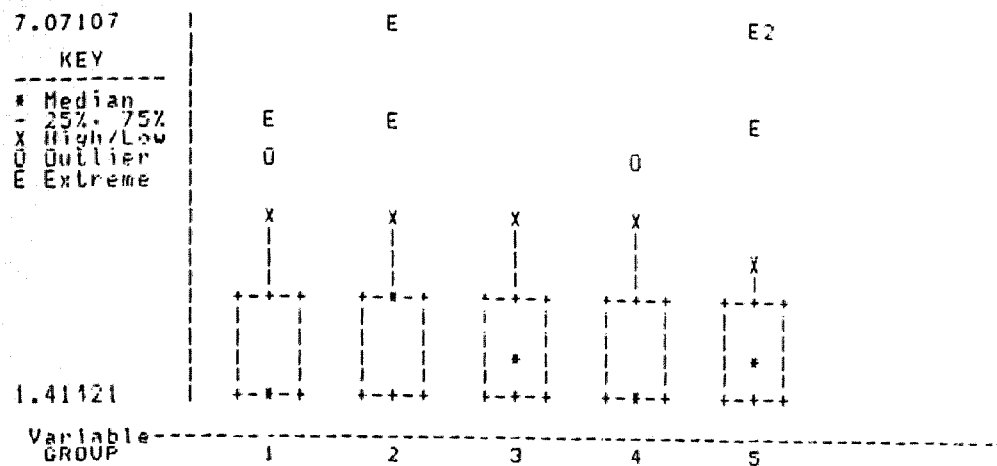 7.07107 E E2
KEY
* Median
- 25%, 75% E E E
X High/Low
O Outlier O O
E Extreme
X X X X
X
1.41421
Variable
GROUP 1 2 3 4 5